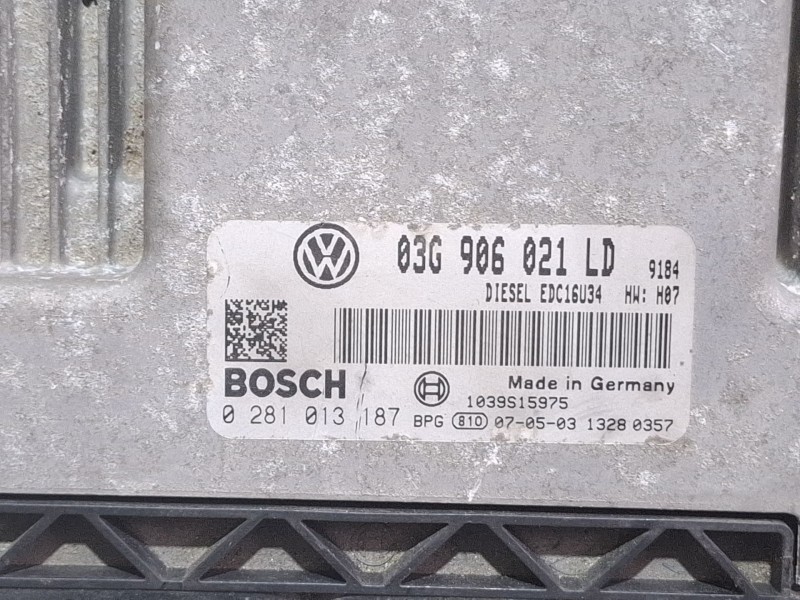 03G 906 021 LD 9184
DIESEL EDC16U34 HW: H07
BOSCH Made in Germany
1039S15975
0 281 013 187 BPG 810 07-05-03 1328 0357